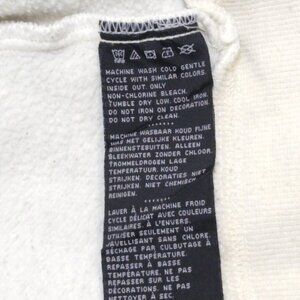 MACHINE WASH COLD GENTLE
CYCLE WITH SIMILAR COLORS.
INSIDE OUT ONLY
NON-CHLORINE BLEACH.
TUMBLE DRY LOW. COOL IRON.
DO NOT IRON ON DECORATION.
DO NOT DRY CLEAN.
MACHINE WASBAAR KOUD FIJNE
WAS MET GELIJKE KLEUREN.
BINNENSTEBUITEN. ALLEEN
BLEEKWATER ZONDER CHLOOR.
TROMMELDROGEN LAGE
TEMPERATUUR. KOUD
STRIJKEN. DECORATIES NIET
STRIJKEN. NIET CHEMISCH
REINIGEN.
LAVER À LA MACHINE FROID
CYCLE DÉLICAT AVEC COULEURS
SIMILAIRES. À L'ENVERS.
UTILISER SEULEMENT UN
JAVELLISANT SANS CHLORE.
SÉCHAGE PAR CULBUTAGE À
BASSE TEMPÉRATURE.
REPASSER À BASSE
TEMPÉRATURE. NE PAS
REPASSER SUR DESSIN. NE PAS
NETTOYER À SEC.